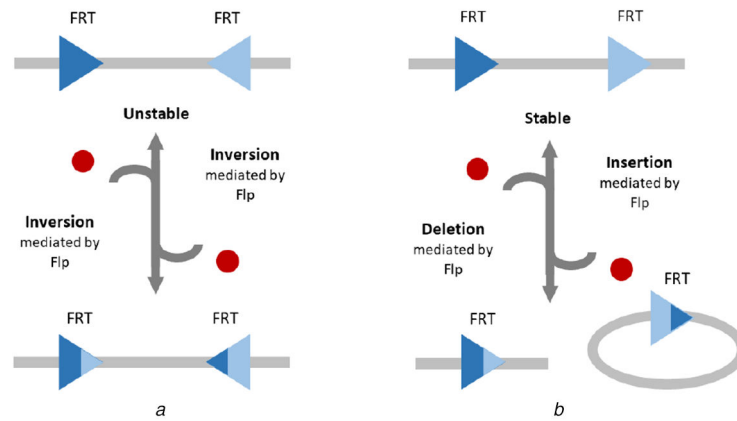 FRT FRT
Unstable
Inversion
mediated by
Flp
Inversion
mediated by
Flp
FRT FRT
a
FRT FRT
Stable
Insertion
mediated by
Flp
Deletion
mediated by
Flp
FRT
FRT
b